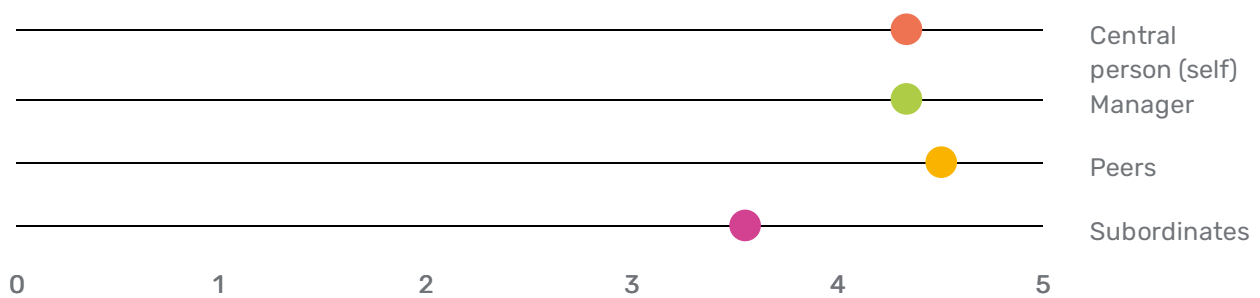 Central
person (self)
Manager
Peers
Subordinates
0 1 2 3 4 5